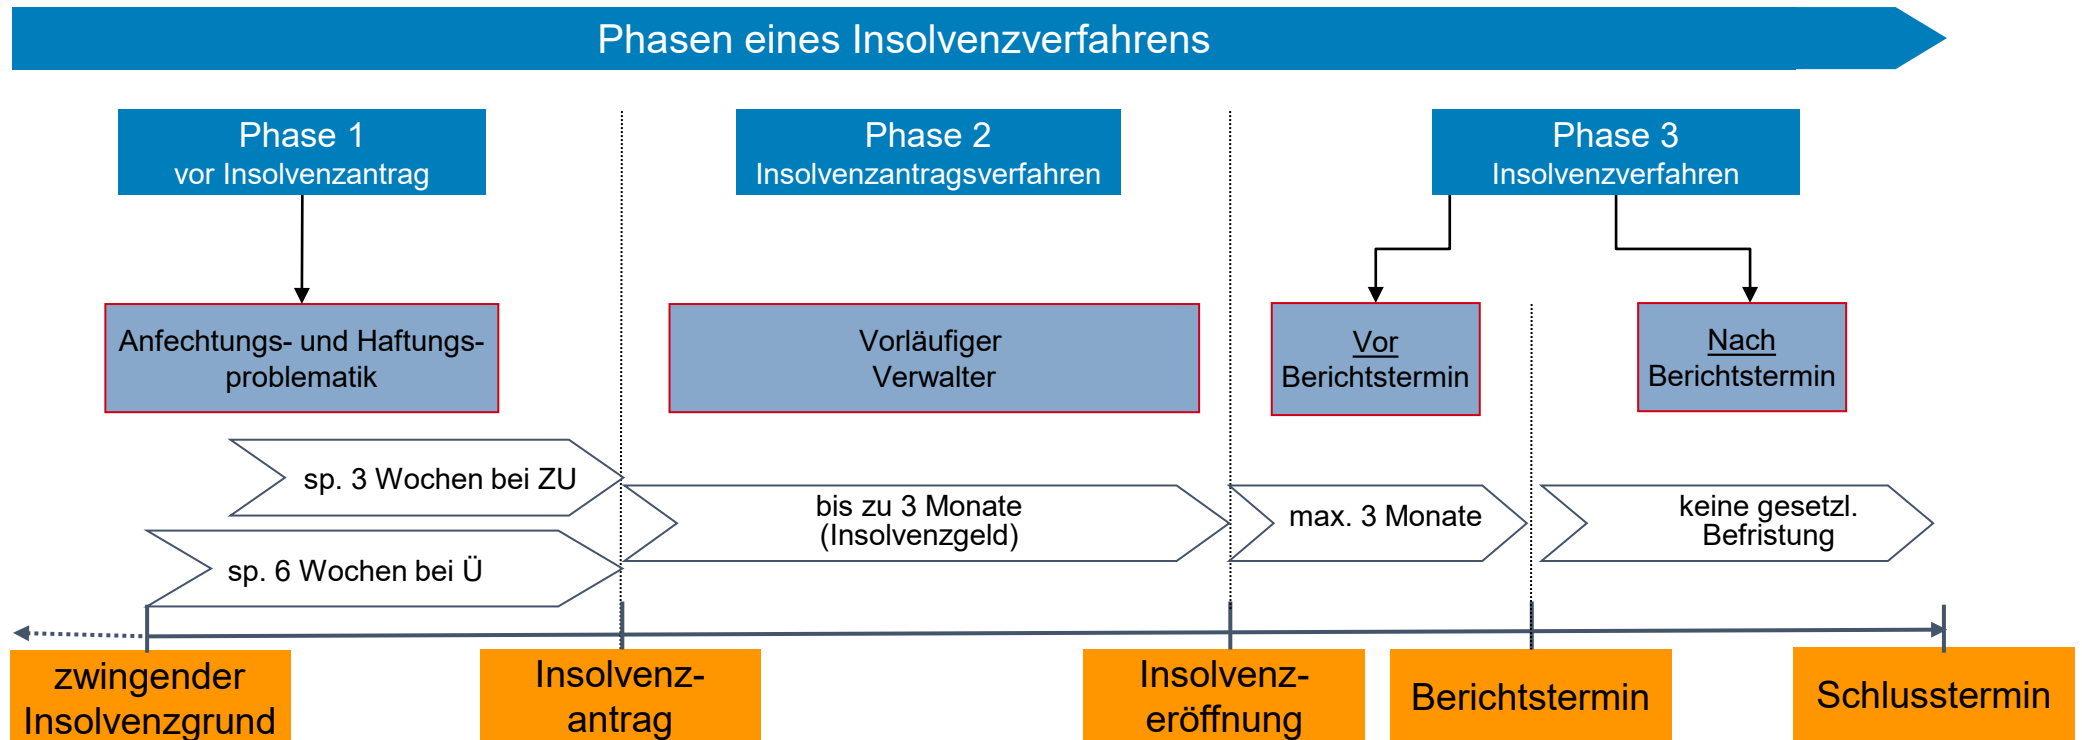 Phasen eines Insolvenzverfahrens
Phase 1
vor Insolvenzantrag
Phase 2
Insolvenzantragsverfahren
Phase 3
Insolvenzverfahren
Anfechtungs- und Haftungs-
problematik
Vorläufiger
Verwalter
Vor
Berichtstermin
Nach
Berichtstermin
sp. 3 Wochen bei ZU
sp. 6 Wochen bei Ü
bis zu 3 Monate
(Insolvenzgeld)
max. 3 Monate
keine gesetzl.
Befristung
zwingender
Insolvenzgrund
Insolvenz-
antrag
Insolvenz-
eröffnung
Berichtstermin
Schlusstermin